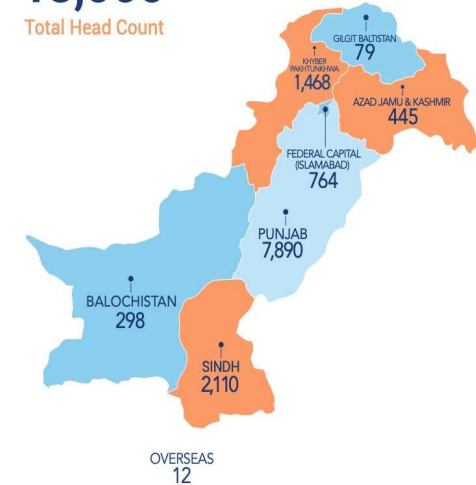 Total Head Count
GILGIT BALTISTAN
79
KHYBER
PAKHTUNKHWA
1,468
AZAD JAMU & KASHMIR
445
FEDERAL CAPITAL
(ISLAMABAD)
764
PUNJAB
7,890
BALOCHISTAN
298
SINDH
2,110
OVERSEAS
12